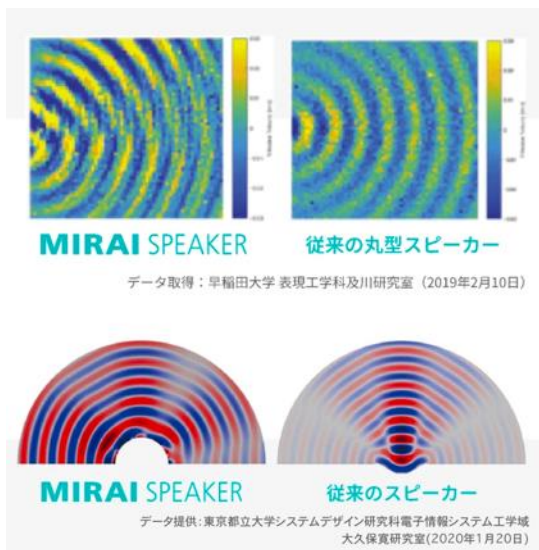 MIRAI SPEAKER
従来の丸型スピーカー
データ取得：早稲田大学 表現工学科及川研究室（2019年2月10日）
MIRAI SPEAKER
従来のスピーカー
データ提供：東京都立大学システムデザイン研究科電子情報システム工学域
大久保寛研究室(2020年1月20日)